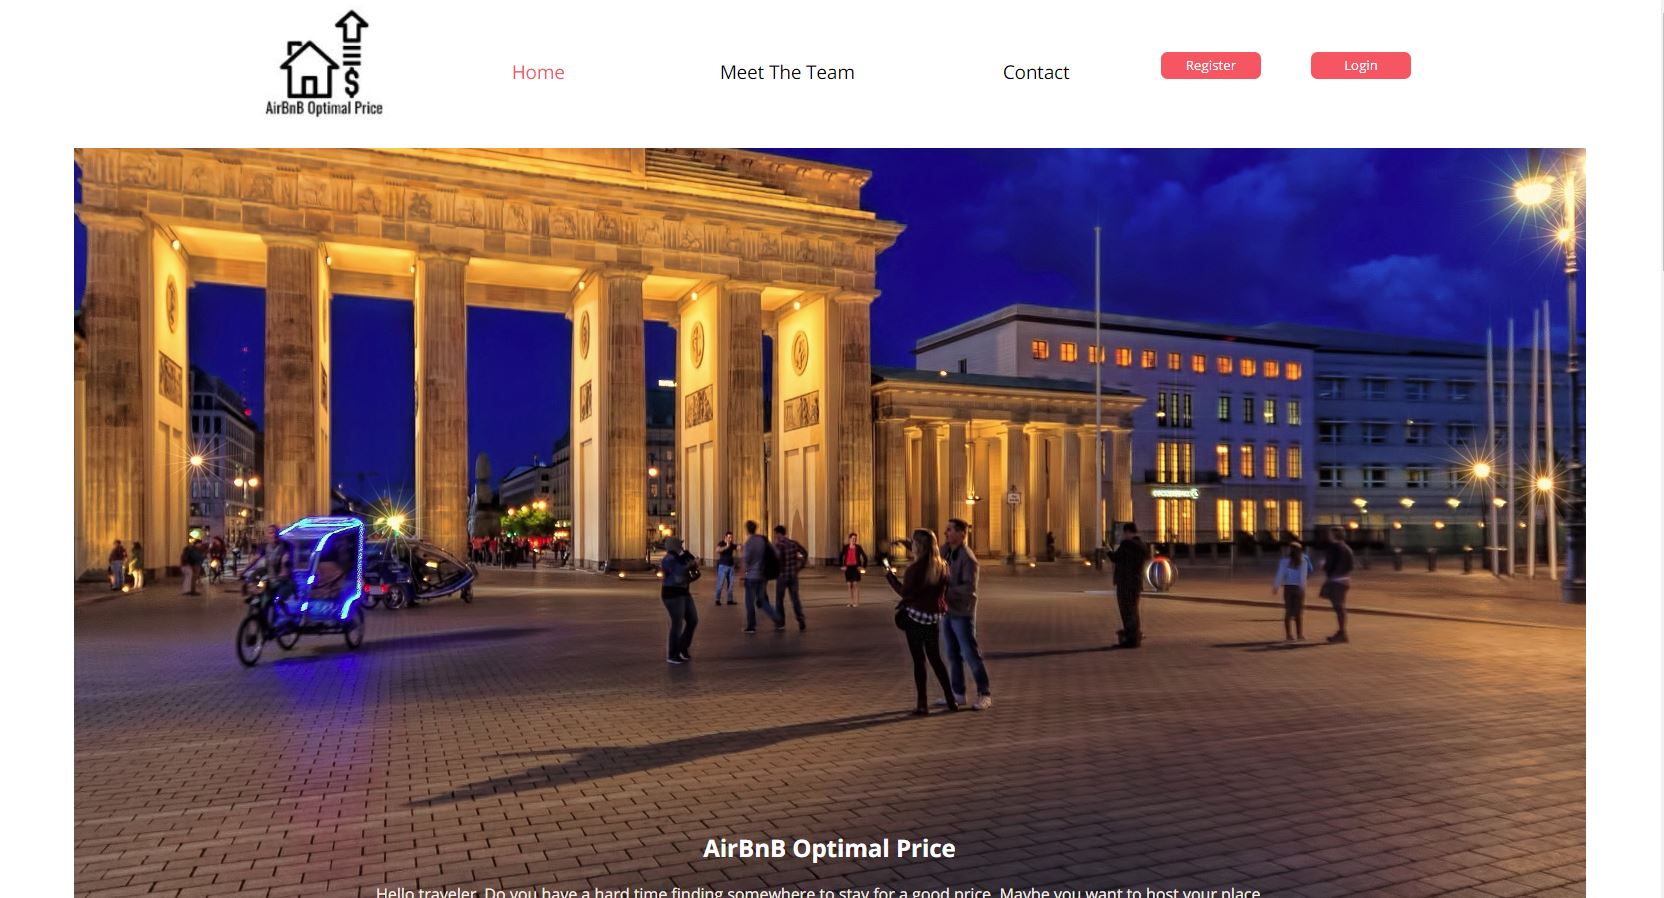 AirBnB Optimal Price
Home
Meet The Team
Contact
Register
Login
AirBnB Optimal Price
Hello traveler. Do you have a hard time finding somewhere to stay for a good price. Maybe you want to host your place